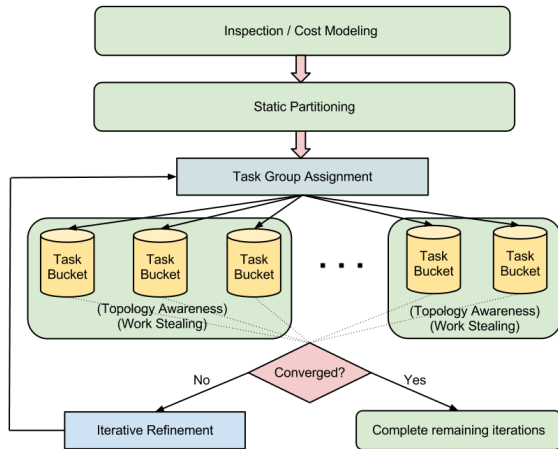 Inspection / Cost Modeling
Static Partitioning
Task Group Assignment
Task
Bucket
Task
Bucket
Task
Bucket
Task
Bucket
Task
Bucket
(Topology Awareness)
(Work Stealing)
(Topology Awareness)
(Work Stealing)
No
Converged?
Yes
Iterative Refinement
Complete remaining iterations